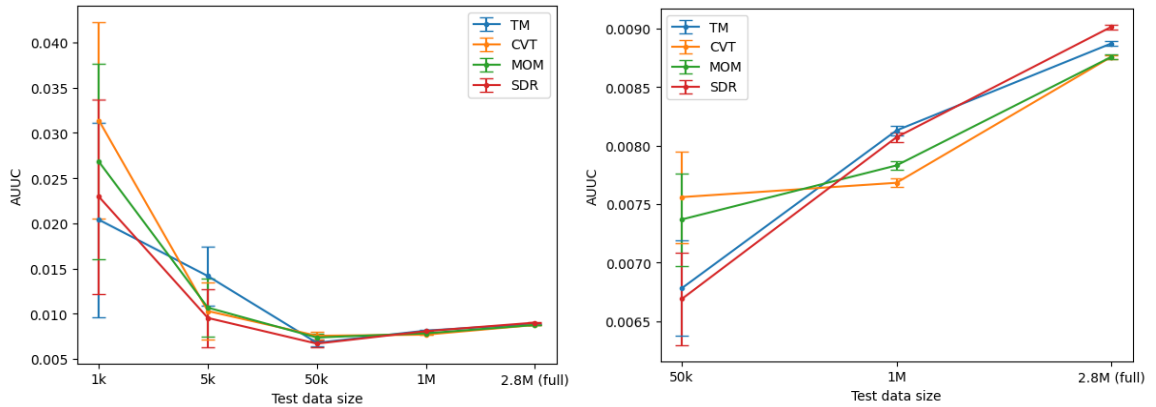 0.040
0.035
0.030
0.025
0.020
0.015
0.010
0.005
AUUC
1k
5k
50k
1M
2.8M (full)
Test data size
TM
CVT
MOM
SDR
0.0090
0.0085
0.0080
0.0075
0.0070
0.0065
AUUC
50k
1M
2.8M (full)
Test data size
TM
CVT
MOM
SDR